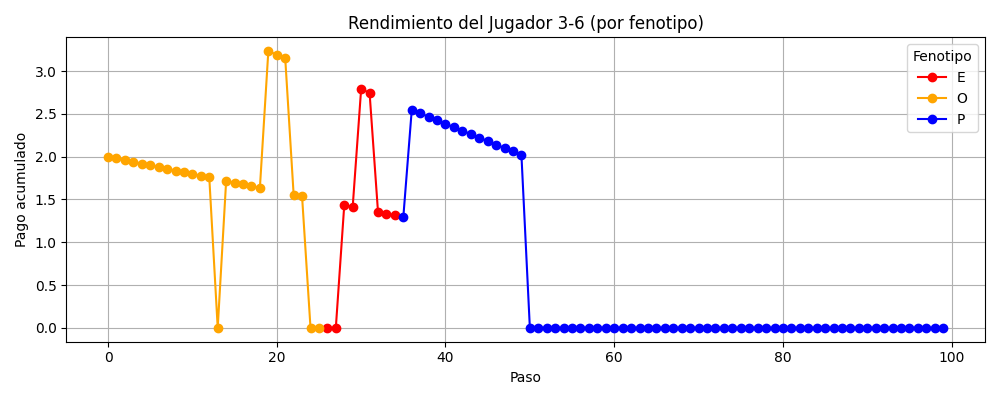 Rendimiento del Jugador 3-6 (por fenotipo)
Pago acumulado
3.0
2.5
2.0
1.5
1.0
0.5
0.0
0
20
40
60
80
100
Paso
Fenotipo
E
O
P